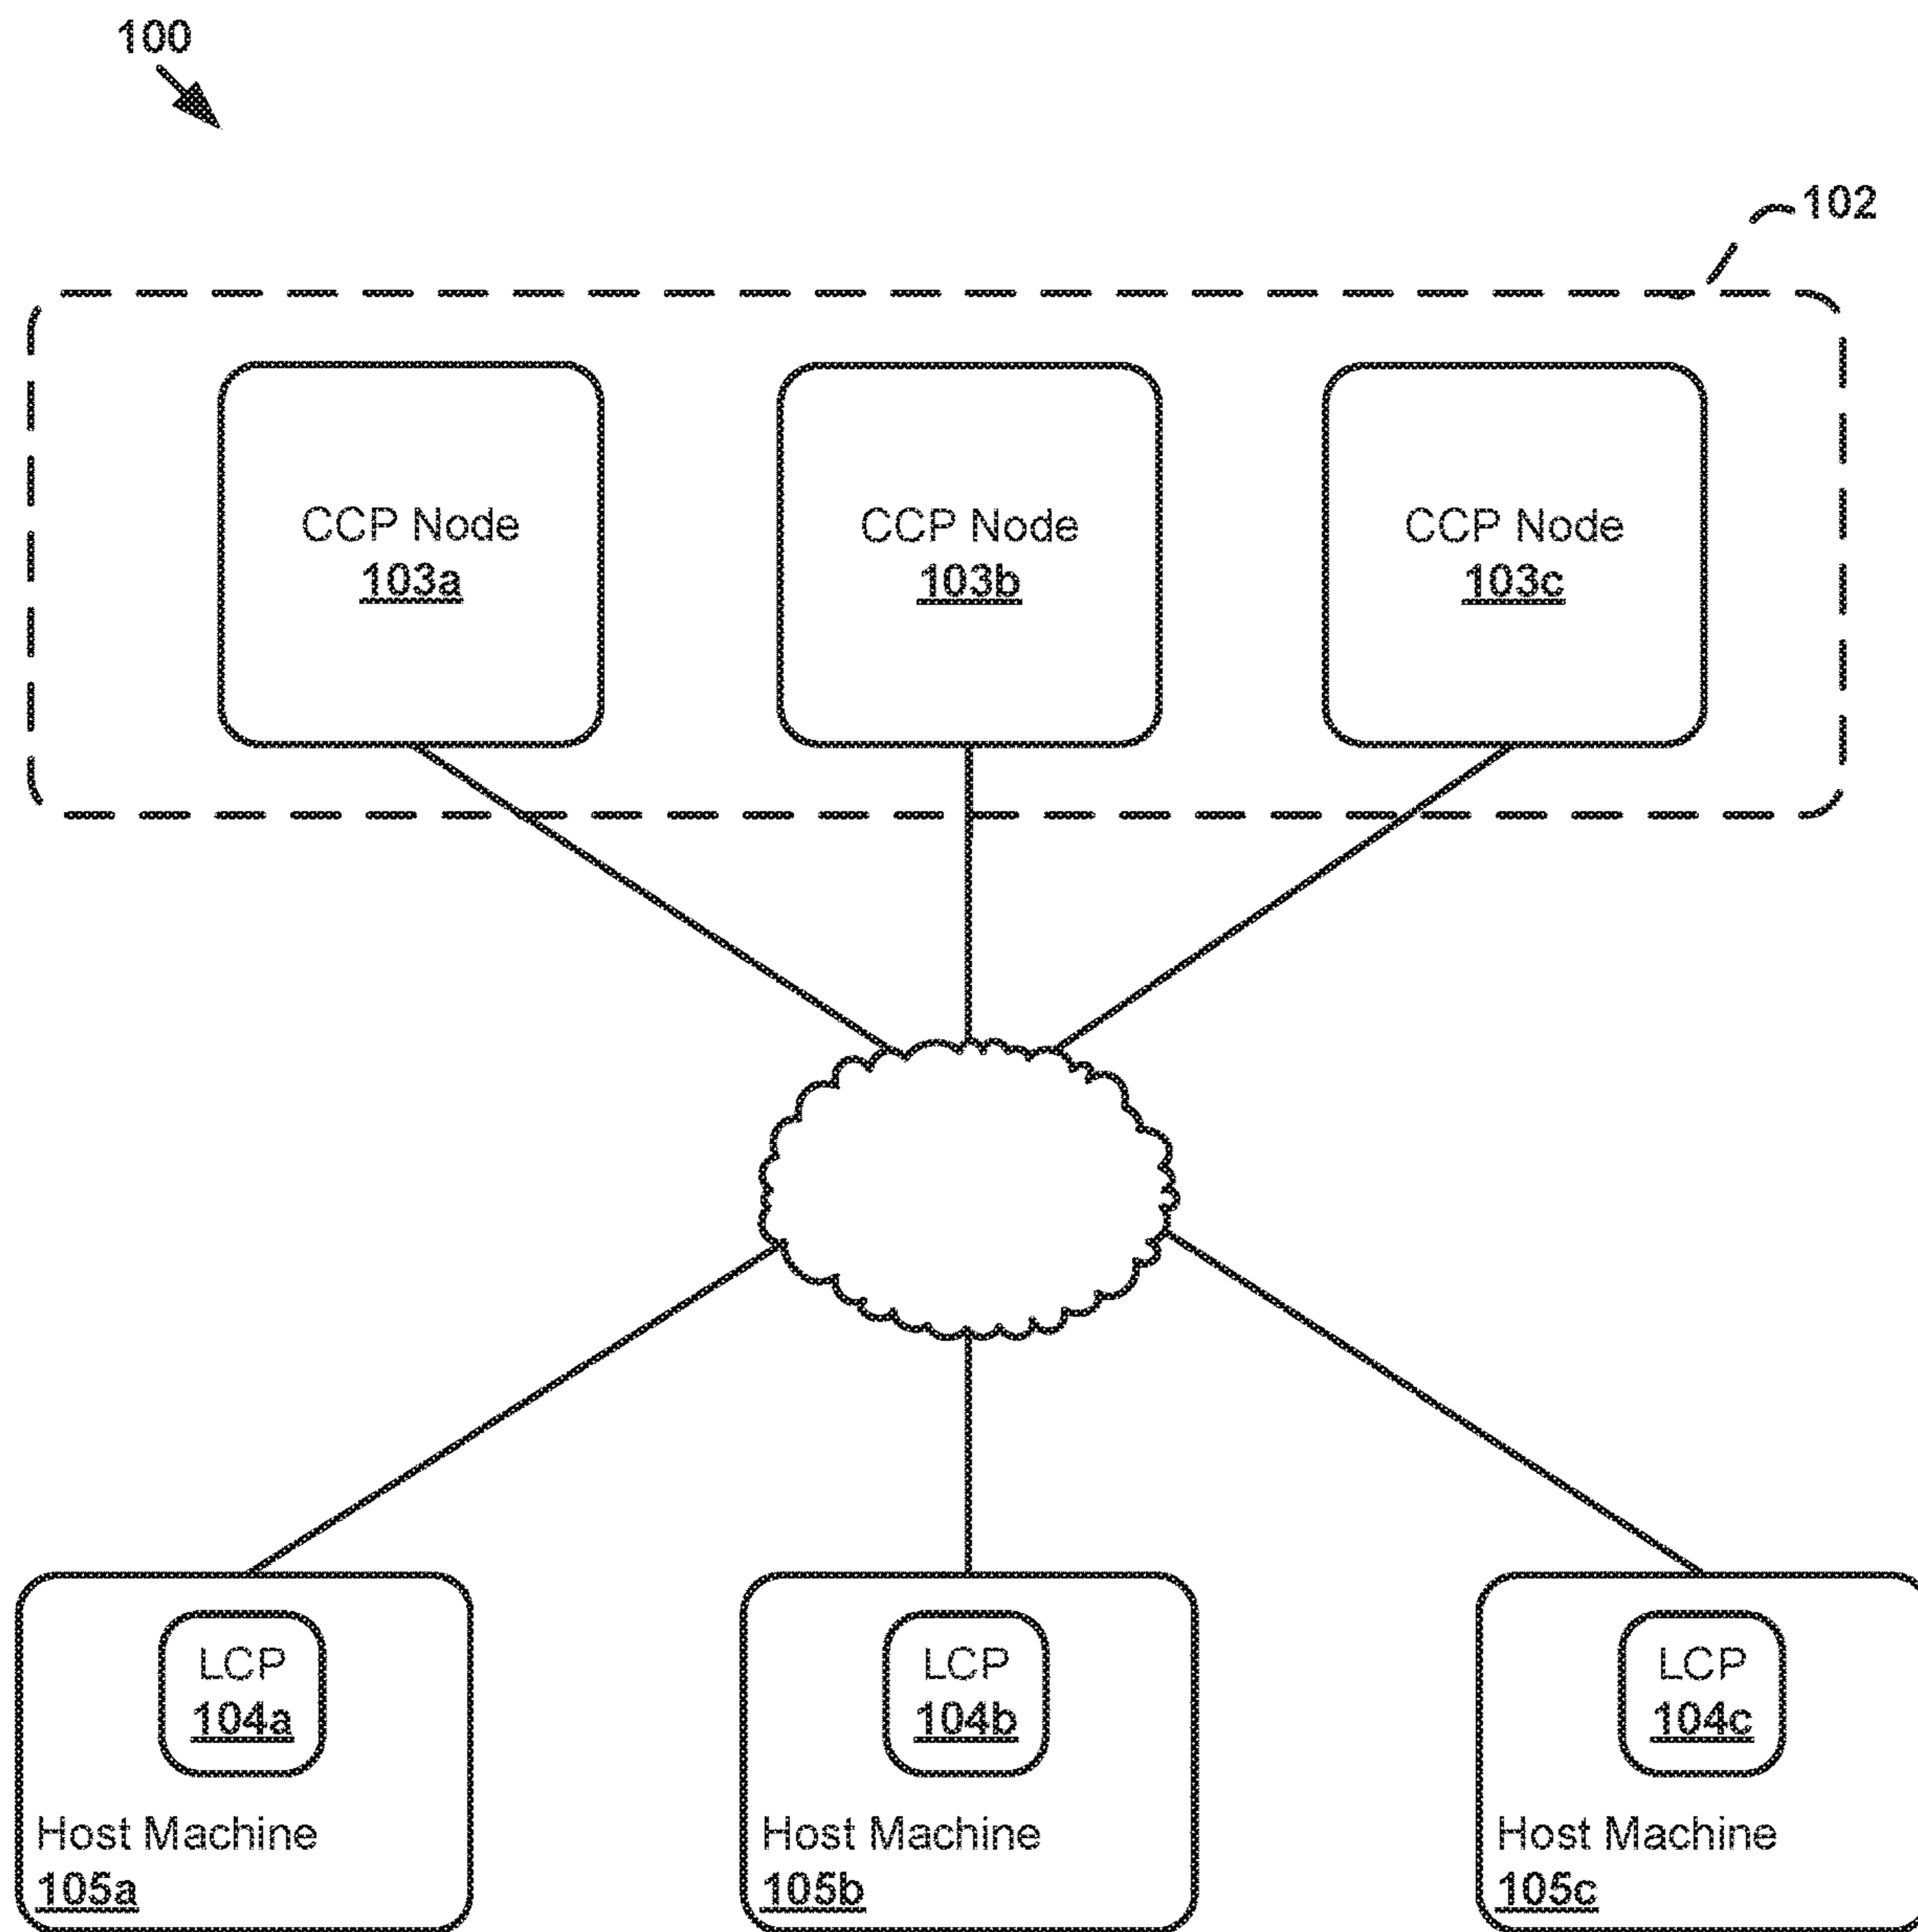 100
102
CCP Node
103a
CCP Node
103b
CCP Node
103c
LCP
104a
Host Machine
105a
LCP
104b
Host Machine
105b
LCP
104c
Host Machine
105c